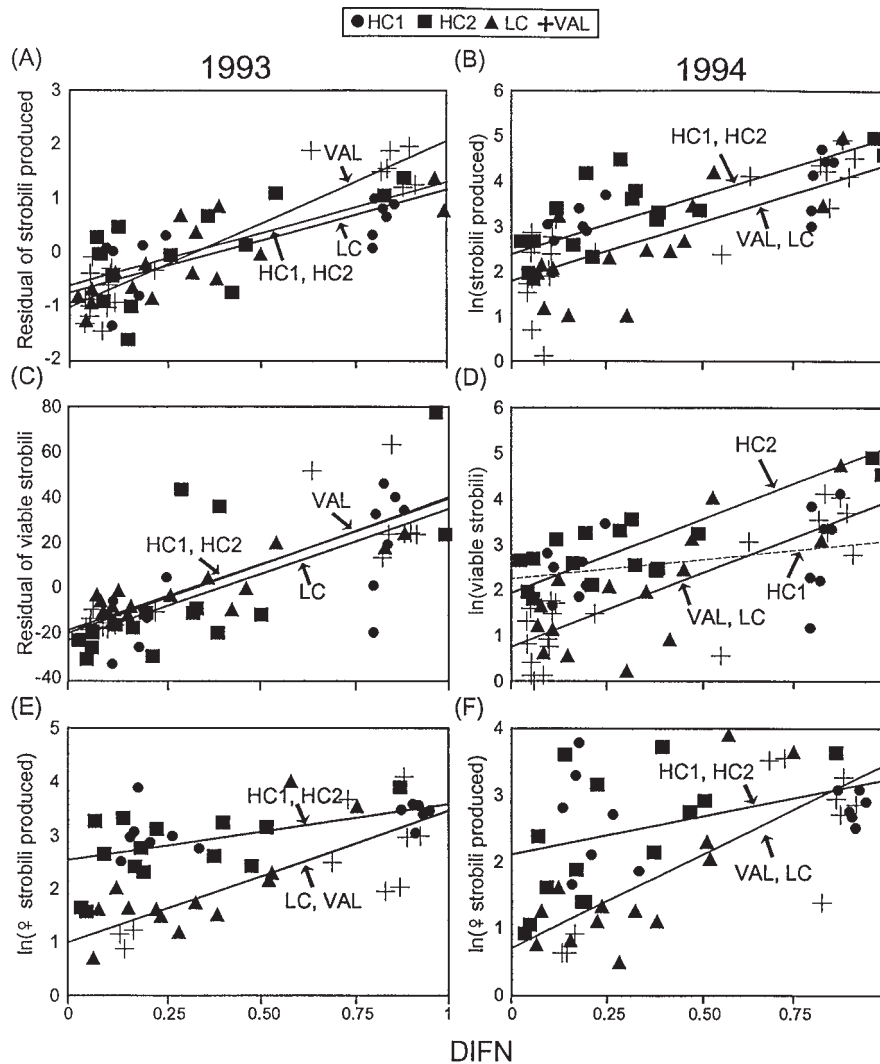 ● HC1 ■ HC2 ▲ LC + VAL
(A)
1993
Residual of strobili produced
3
2
1
0
-1
-2
VAL
LC
HC1, HC2
(B)
1994
ln(strobili produced)
6
5
4
3
2
1
0
HC1, HC2
VAL, LC
(C)
Residual of viable strobili
80
60
40
20
0
-20
-40
VAL
HC1, HC2
LC
(D)
ln(viable strobili)
6
5
4
3
2
1
0
HC2
HC1
VAL, LC
(E)
ln(♀ strobili produced)
5
4
3
2
1
0
HC1, HC2
LC, VAL
0 0.25 0.50 0.75 1
(F)
ln(♀ strobili produced)
4
3
2
1
0
HC1, HC2
VAL, LC
0 0.25 0.50 0.75
DIFN